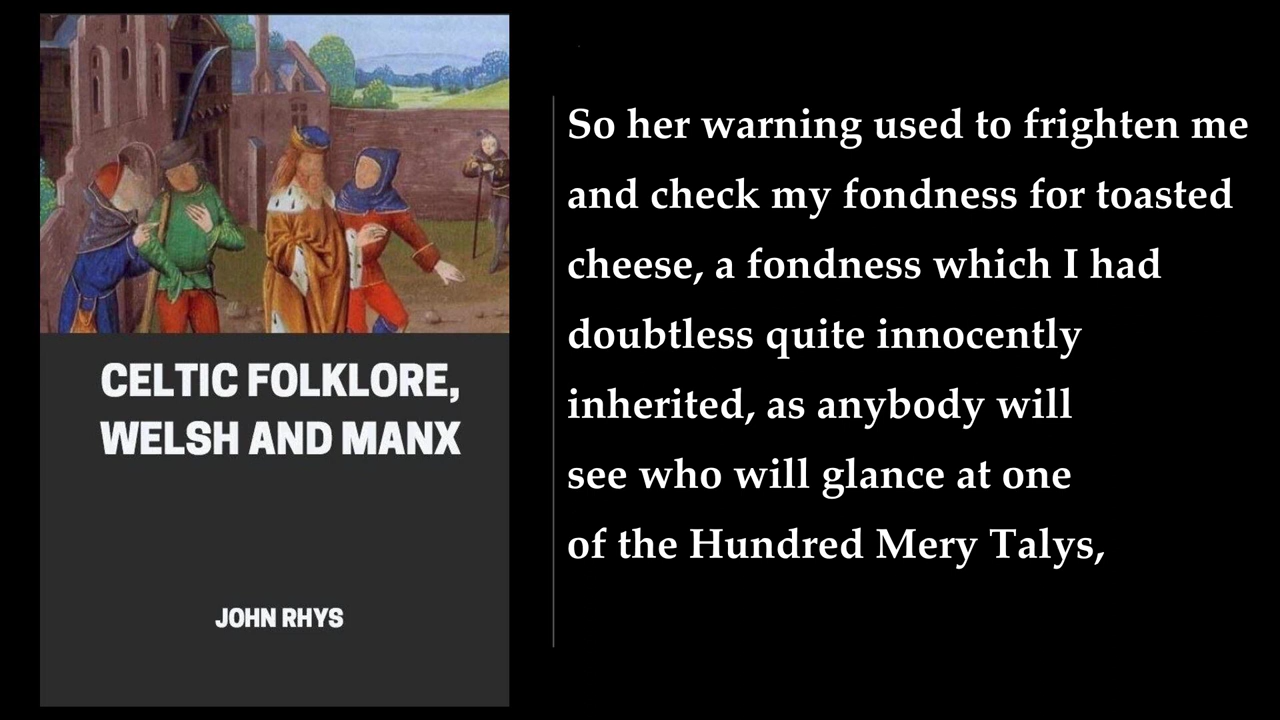 CELTIC FOLKLORE,
WELSH AND MANX
JOHN RHYS
So her warning used to frighten me
and check my fondness for toasted
cheese, a fondness which I had
doubtless quite innocently
inherited, as anybody will
see who will glance at one
of the Hundred Mery Talys,